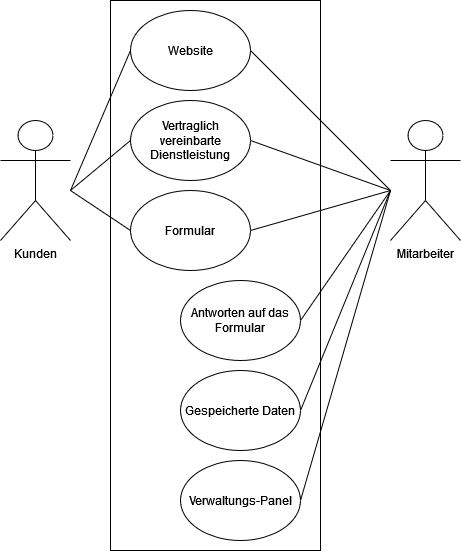 Website
Vertraglich
vereinbarte
Dienstleistung
Formular
Kunden
Mitarbeiter
Antworten auf das
Formular
Gespeicherte Daten
Verwaltungs-Panel